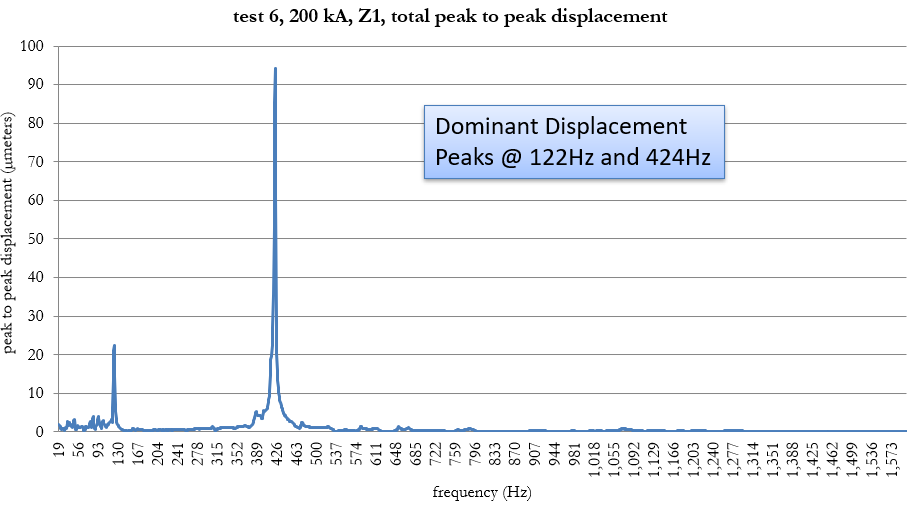 test 6, 200 kA, Z1, total peak to peak displacement
100
90
80
70
60
50
40
30
20
10
0
peak to peak displacement (µmeters)
Dominant Displacement
Peaks @ 122Hz and 424Hz
19 56 93 130 167 204 241 278 315 352 389 426 463 500 537 574 611 648 685 722 759 796 833 870 907 944 981 1,018 1,055 1,092 1,129 1,166 1,203 1,240 1,277 1,314 1,351 1,388 1,425 1,462 1,499 1,536 1,573
frequency (Hz)